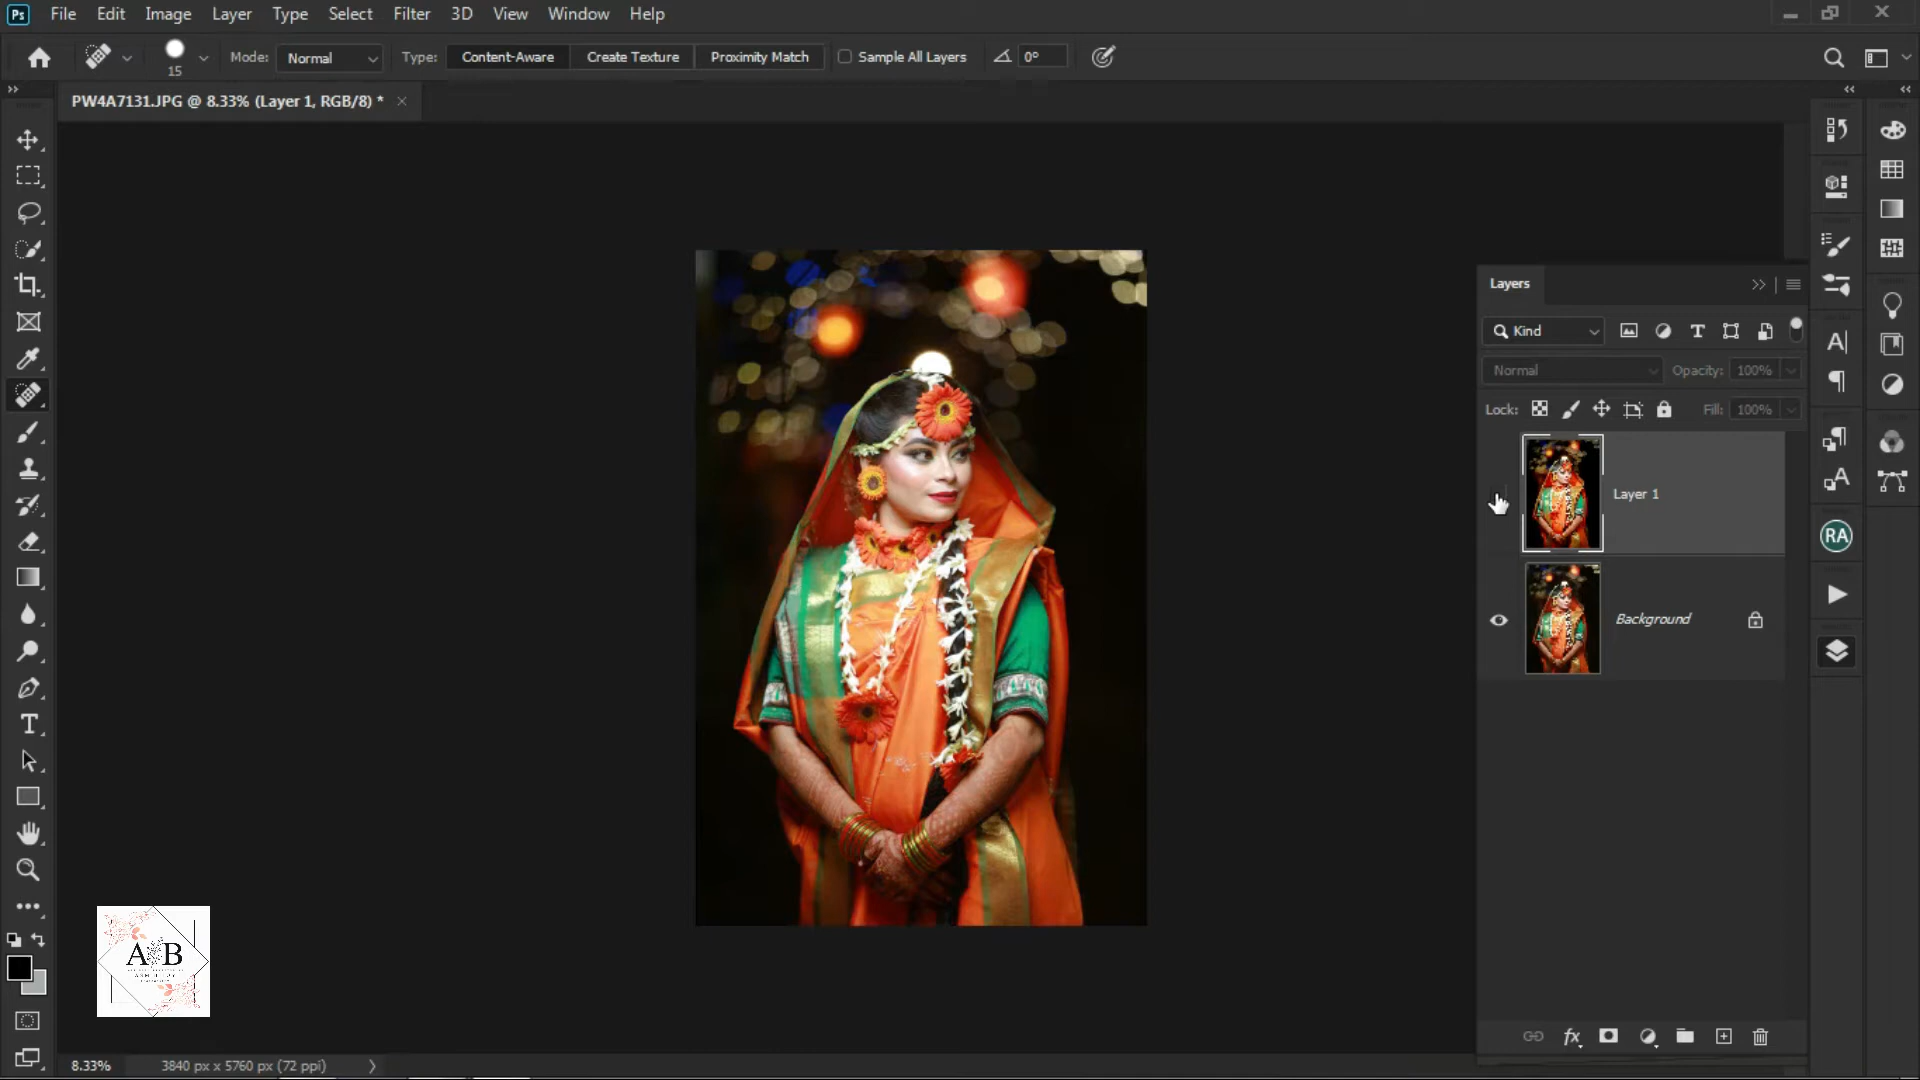 Ps File Edit Image Layer Type Select Filter 3D View Window Help
15 Mode: Normal Type: Content-Aware Create Texture Proximity Match Sample All Layers 0°
PW4A7131.JPG @ 8.33% (Layer 1, RGB/8) *
Layers
Kind
Normal Opacity: 100%
Lock: Fill: 100%
Layer 1
RA
Background
A B
8.33% 3840 px x 5760 px (72 ppi)